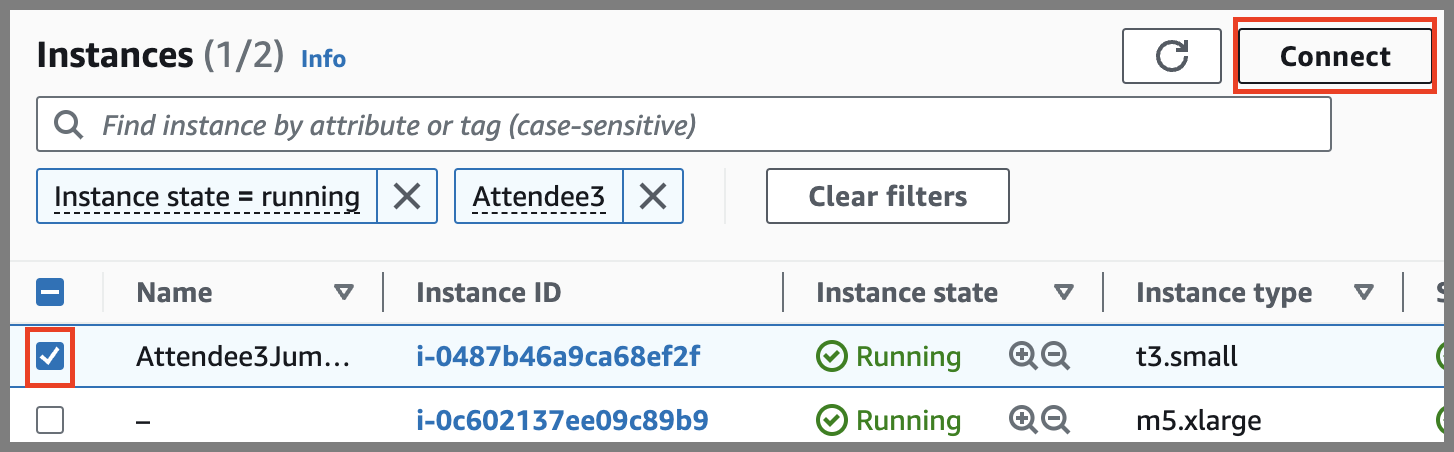 Instances (1/2) Info
Connect
Find instance by attribute or tag (case-sensitive)
Instance state = running
Attendee3
Clear filters
Name Instance ID Instance state Instance type
Attendee3Jum... i-0487b46a9ca68ef2f Running t3.small
– i-0c602137ee09c89b9 Running m5.xlarge